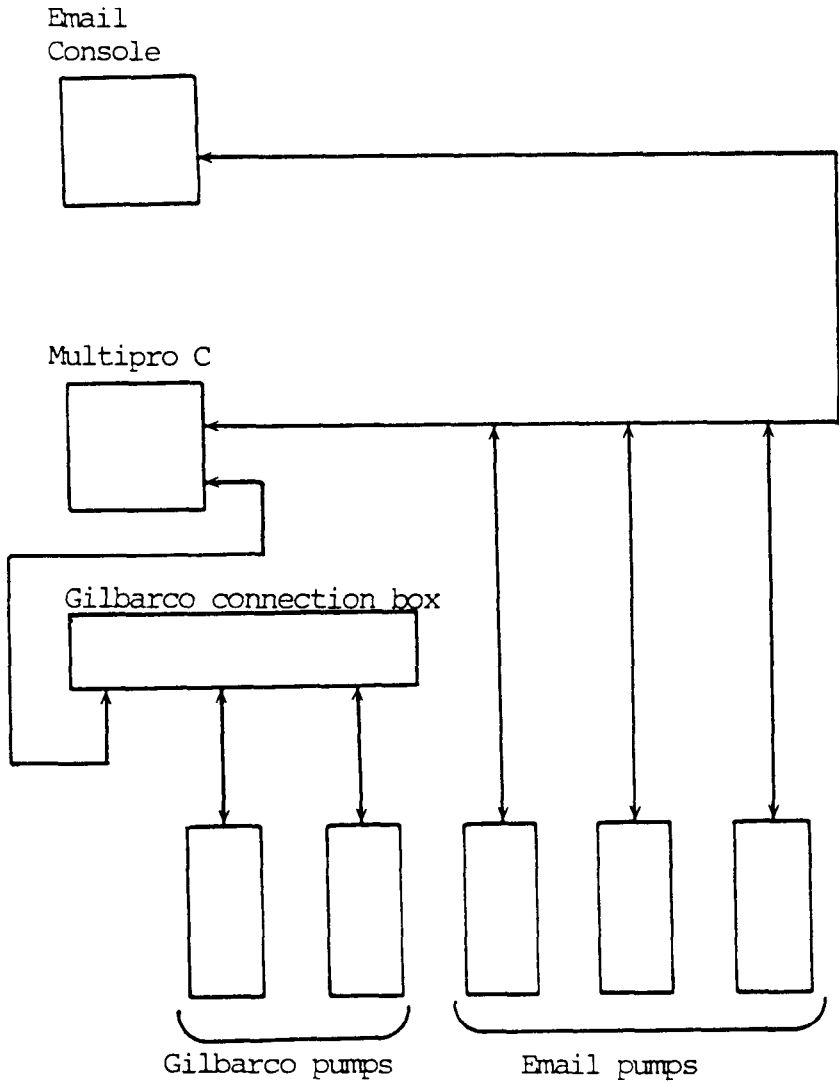 Email
Console
Multipro C
Gilbarco connection box
Gilbarco pumps
Email pumps